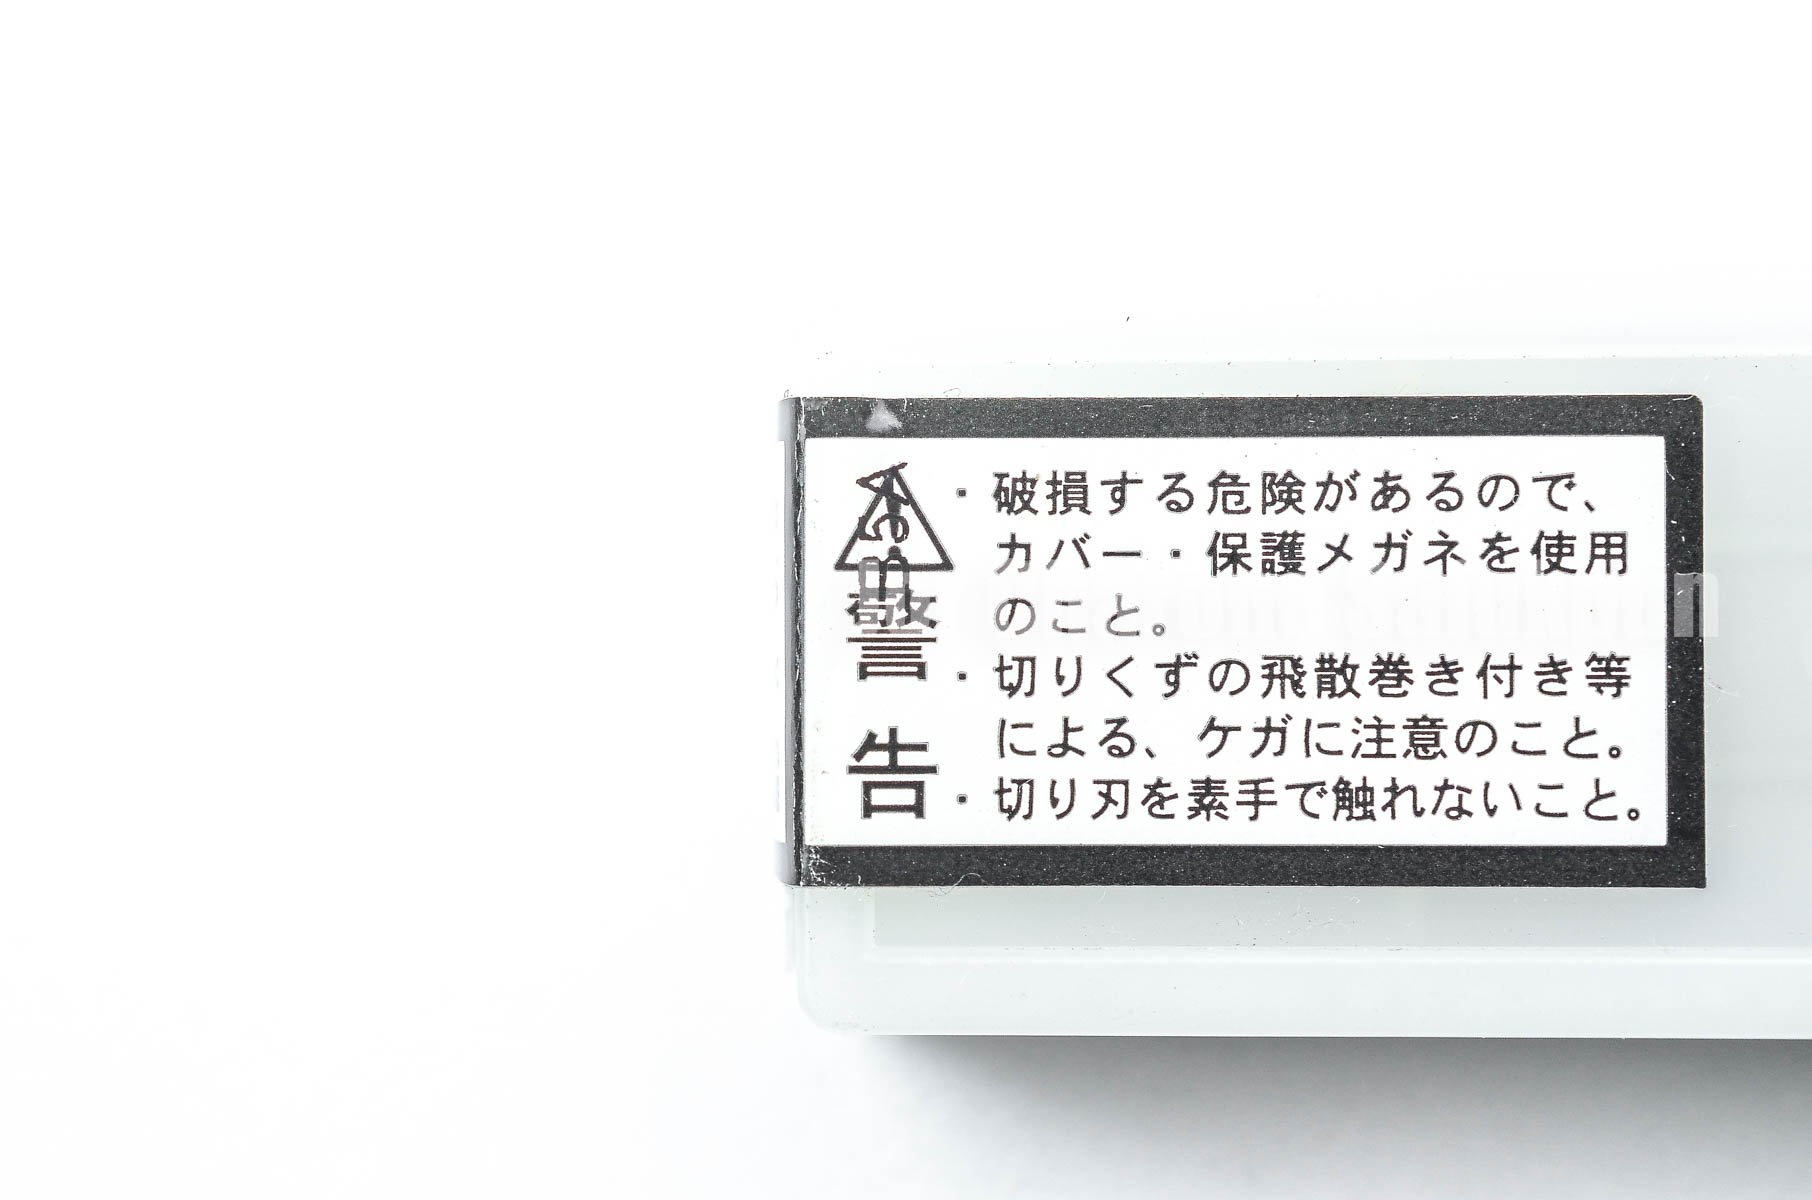 警告
・破損する危険があるので、
カバー・保護メガネを使用
のこと。
・切りくずの飛散巻き付き等
による、ケガに注意のこと。
・切り刃を素手で触れないこと。